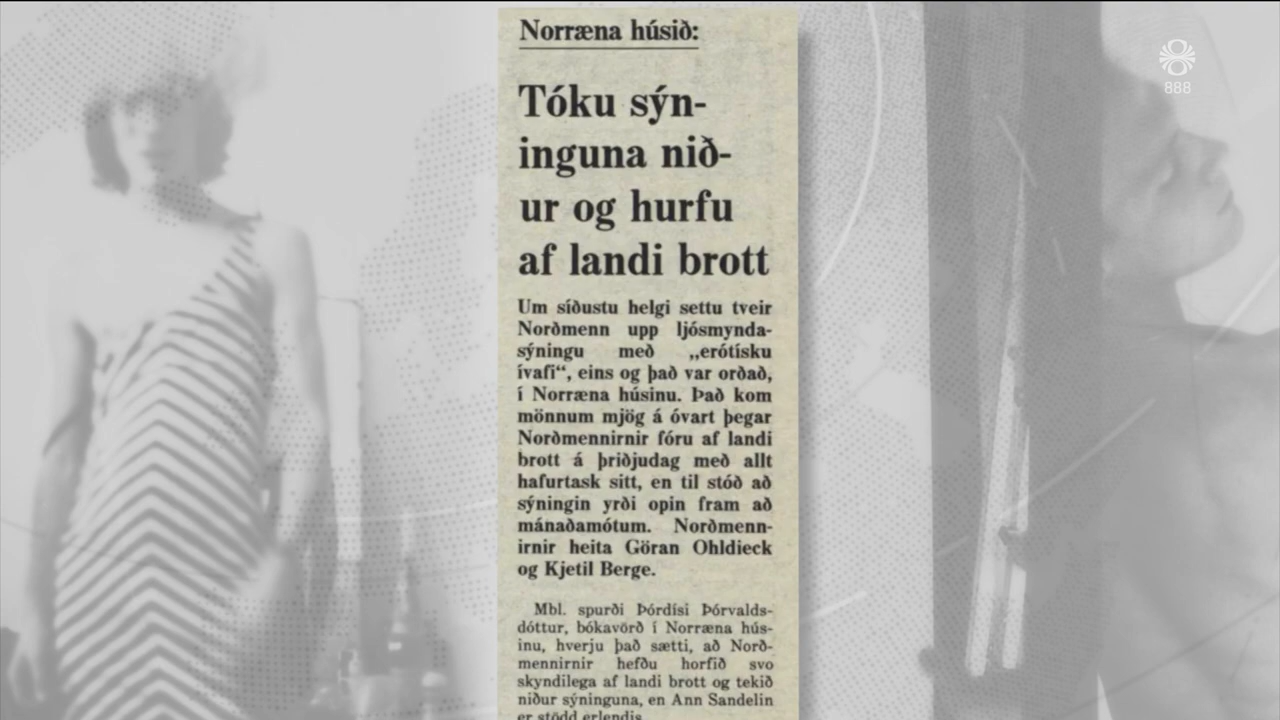 Norræna húsið:
Tóku sýn-
inguna nið-
ur og hurfu
af landi brott
Um síðustu helgi settu tveir
Norðmenn upp ljósmynda-
sýningu með „erótísku
ívafi“, eins og það var orðað,
í Norræna húsinu. Það kom
mönnum mjög á óvart þegar
Norðmennirnir fóru af landi
brott á þriðjudag með allt
hafurtask sitt, en til stóð að
sýningin yrði opin fram að
mánaðamótum. Norðmenn-
irnir heita Göran Ohldieck
og Kjetil Berge.
Mbl. spurði Þórdísi Þórvalds-
dóttur, bókavörð í Norræna hús-
inu, hverju það sætti, að Norð-
mennirnir hefðu horfið svo
skyndilega af landi brott og tekið
niður sýninguna, en Ann Sandelin
er stödd erlendis
888